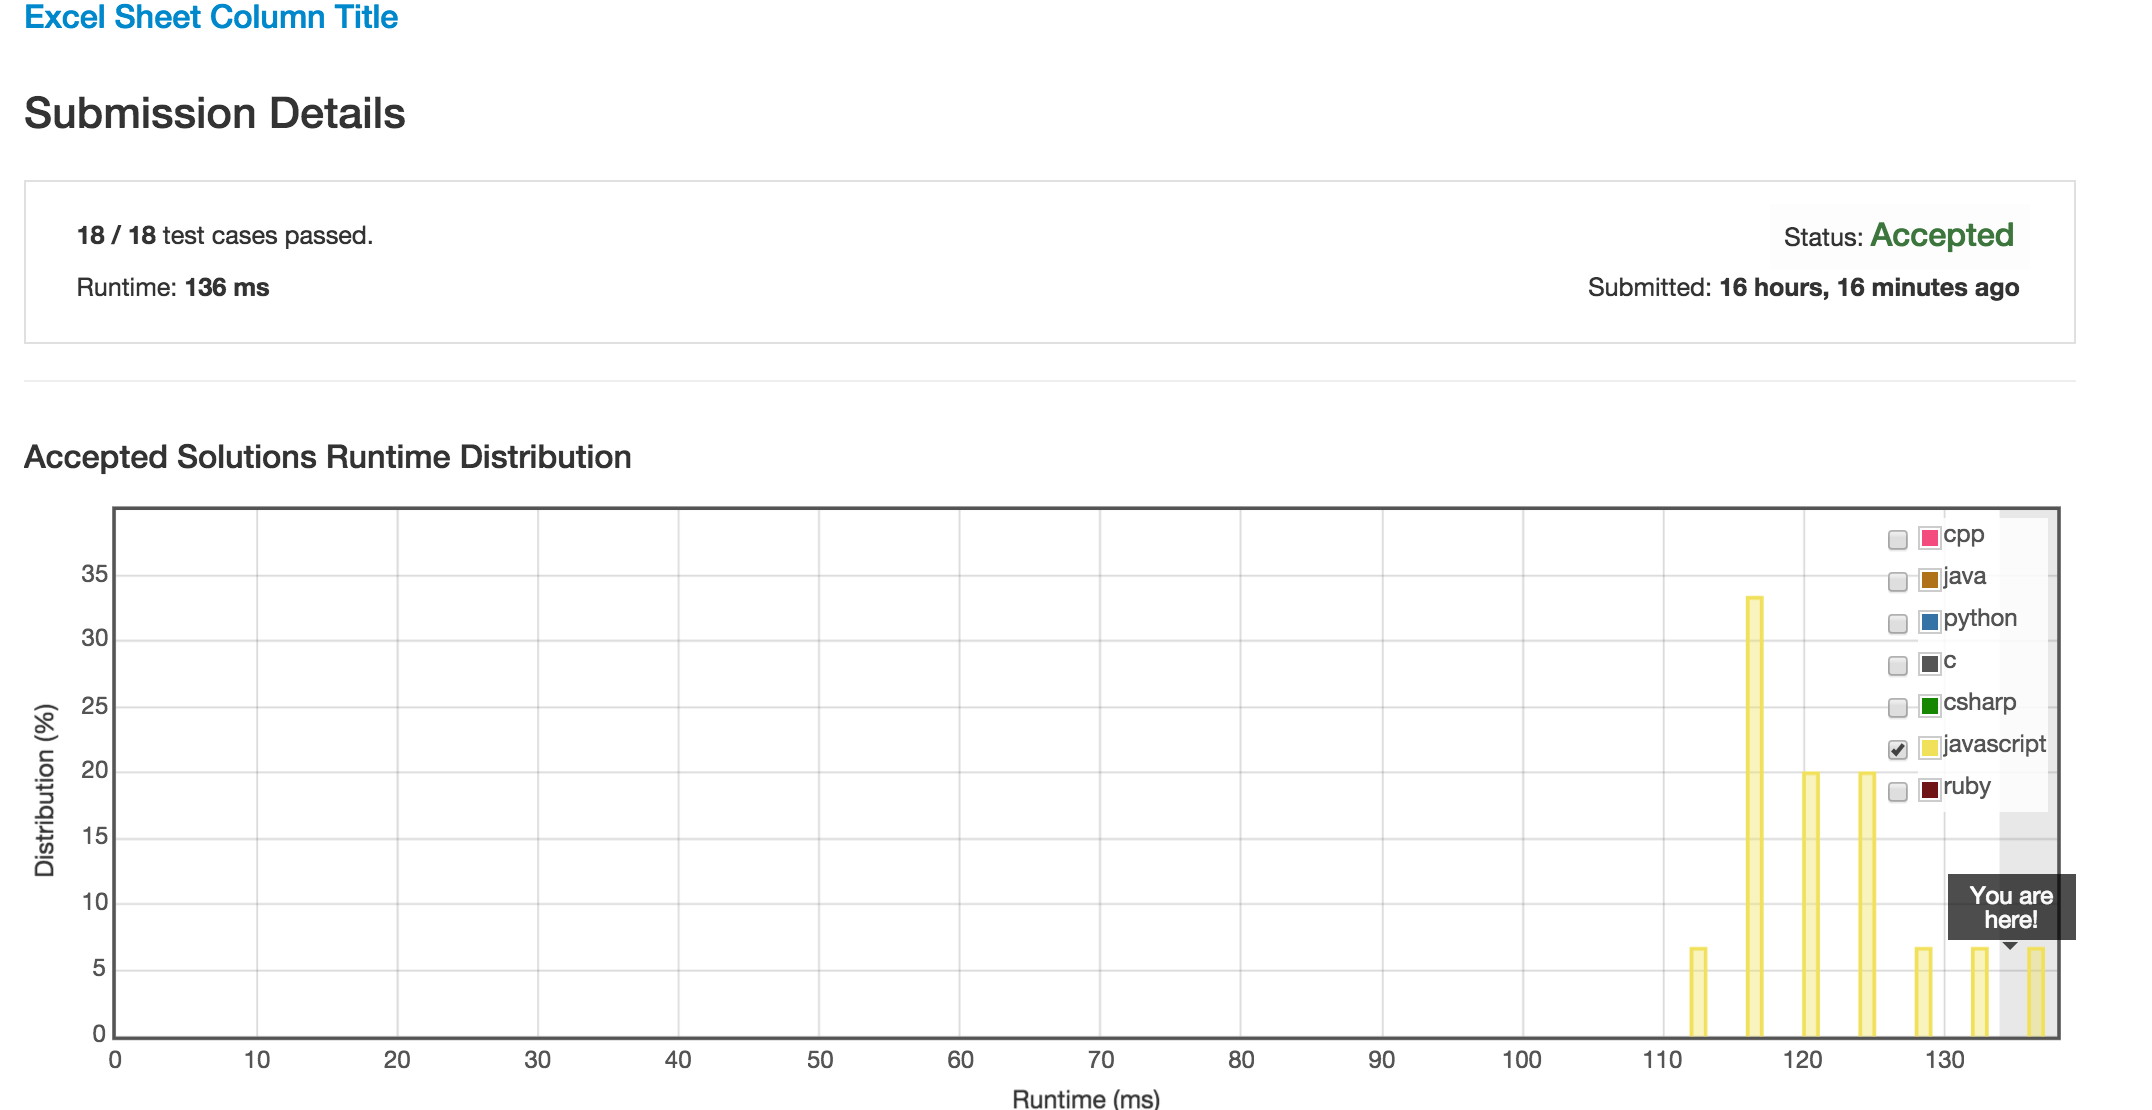 Excel Sheet Column Title
Submission Details
18 / 18 test cases passed.
Status: Accepted
Runtime: 136 ms
Submitted: 16 hours, 16 minutes ago
Accepted Solutions Runtime Distribution
cpp
java
python
c
csharp
javascript
ruby
You are
here!
Distribution (%)
35
30
25
20
15
10
5
0
0 10 20 30 40 50 60 70 80 90 100 110 120 130
Runtime (ms)